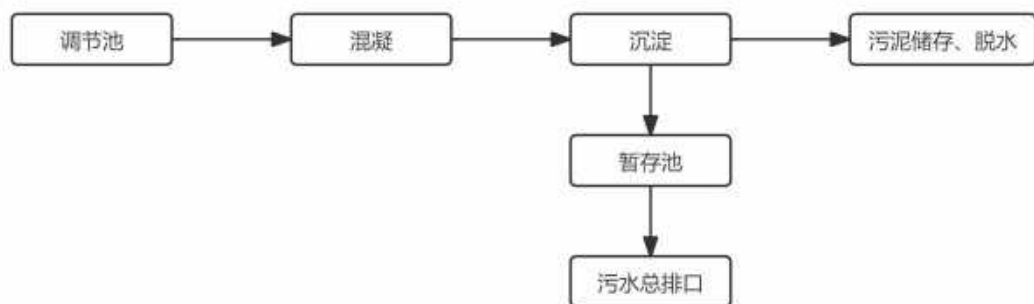 调节池
混凝
沉淀
污泥储存、脱水
暂存池
污水总排口